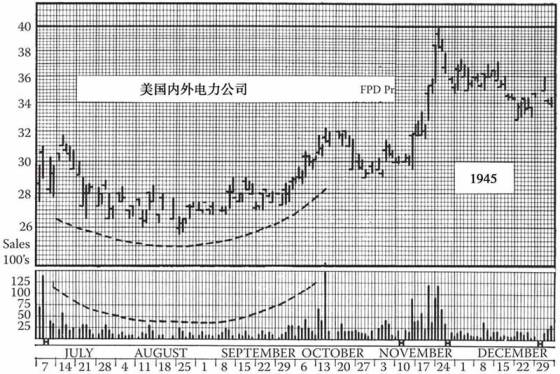 40
38
36
美国内外电力公司 FPD Pr
34
32
30
1945
28
26
Sales
100's
125
100
75
50
25
JULY AUGUST SEPTEMBER OCTOBER NOVEMBER DECEMBER
7 14 21 28 4 11 18 25 1 8 15 22 29 6 13 20 27 3 10 17 24 1 8 15 22 29